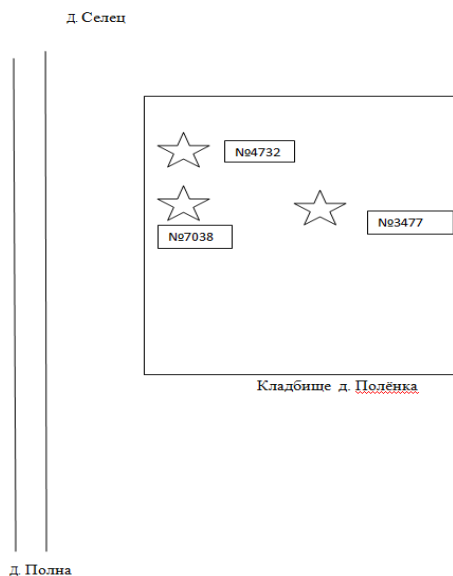 д. Селец
№4732
№7038
№3477
Кладбище д. Полёнка
д. Полна